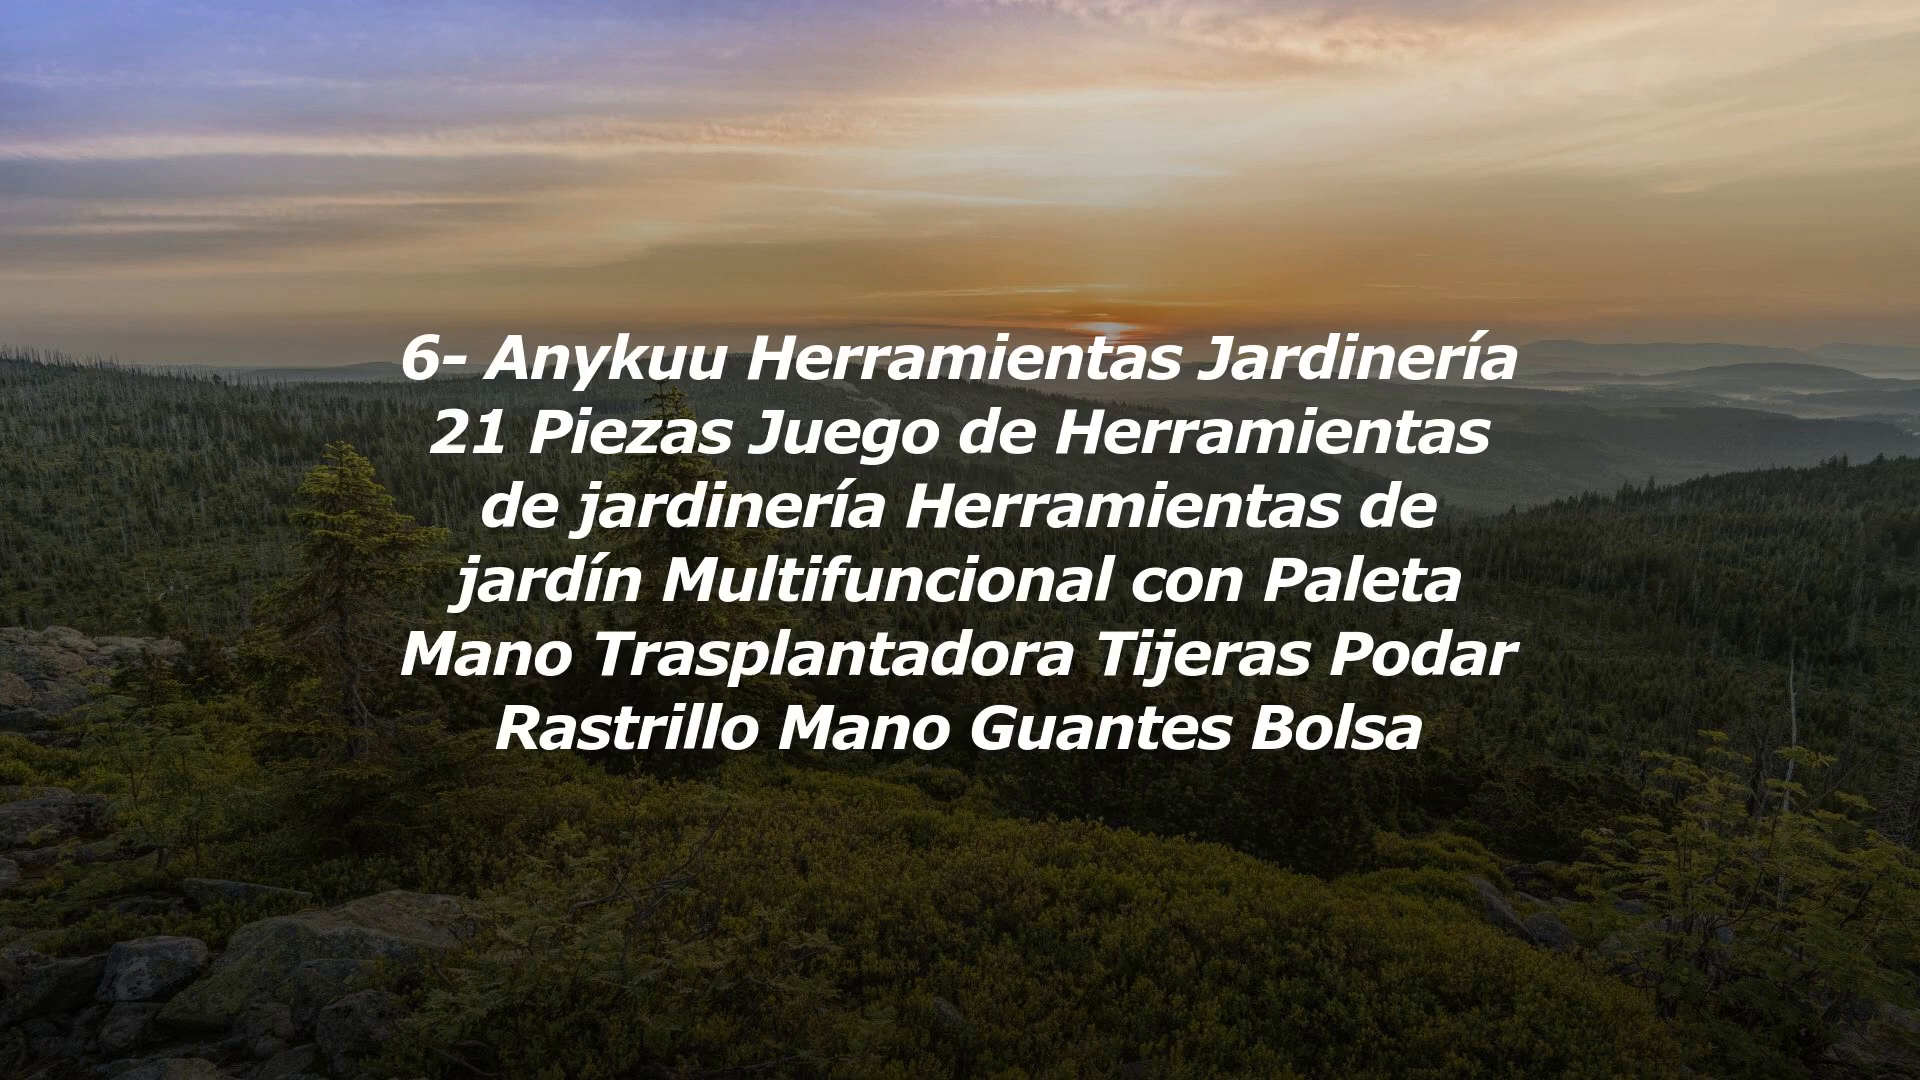 6- Anykuu Herramientas Jardinería
21 Piezas Juego de Herramientas
de jardinería Herramientas de
jardín Multifuncional con Paleta
Mano Trasplantadora Tijeras Podar
Rastrillo Mano Guantes Bolsa